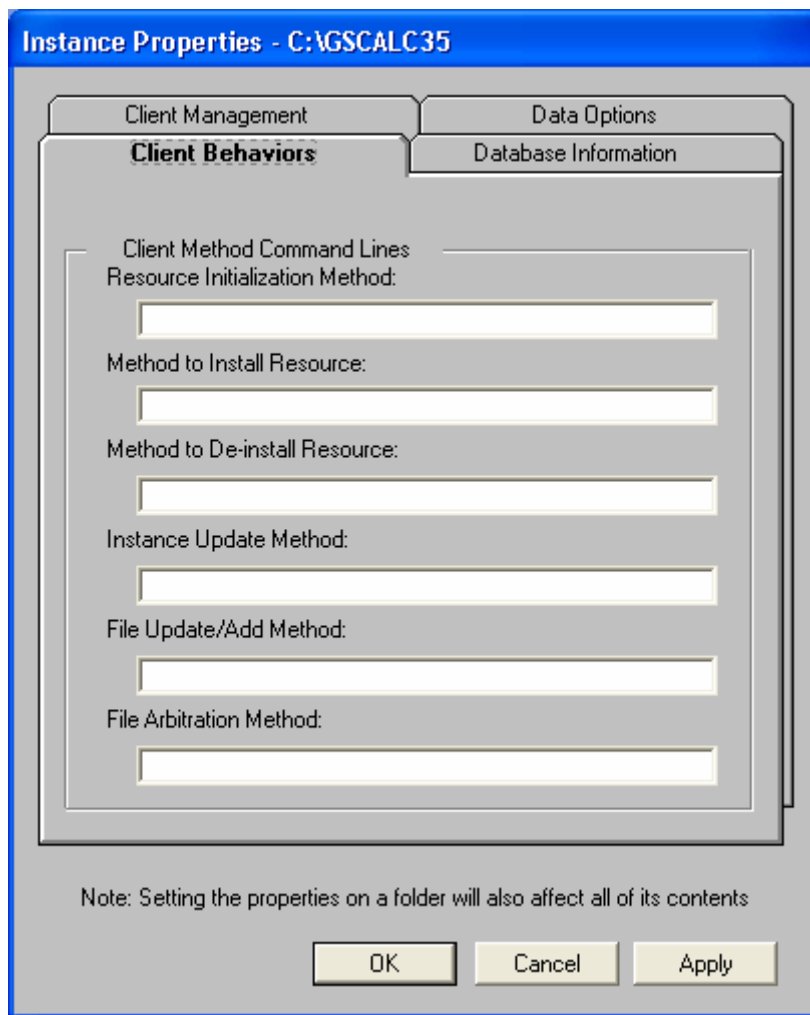 Instance Properties - C:\GSCALC35
Client Management
Data Options
Client Behaviors
Database Information
Client Method Command Lines
Resource Initialization Method:
Method to Install Resource:
Method to De-install Resource:
Instance Update Method:
File Update/Add Method:
File Arbitration Method:
Note: Setting the properties on a folder will also affect all of its contents
OK
Cancel
Apply